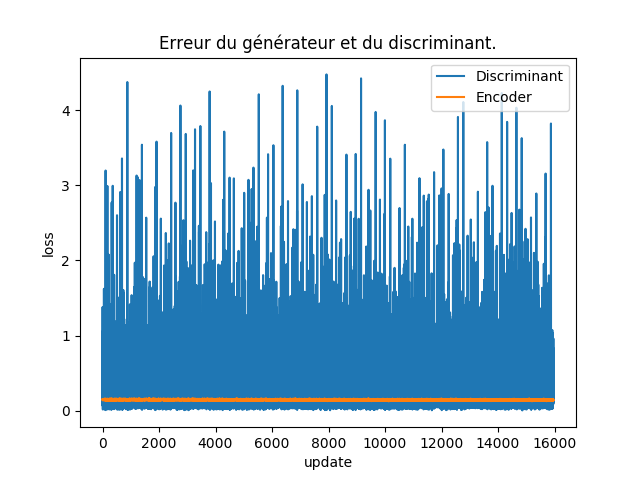 Erreur du générateur et du discriminant.
Discriminant
Encoder
loss
4
3
2
1
0
0 2000 4000 6000 8000 10000 12000 14000 16000
update